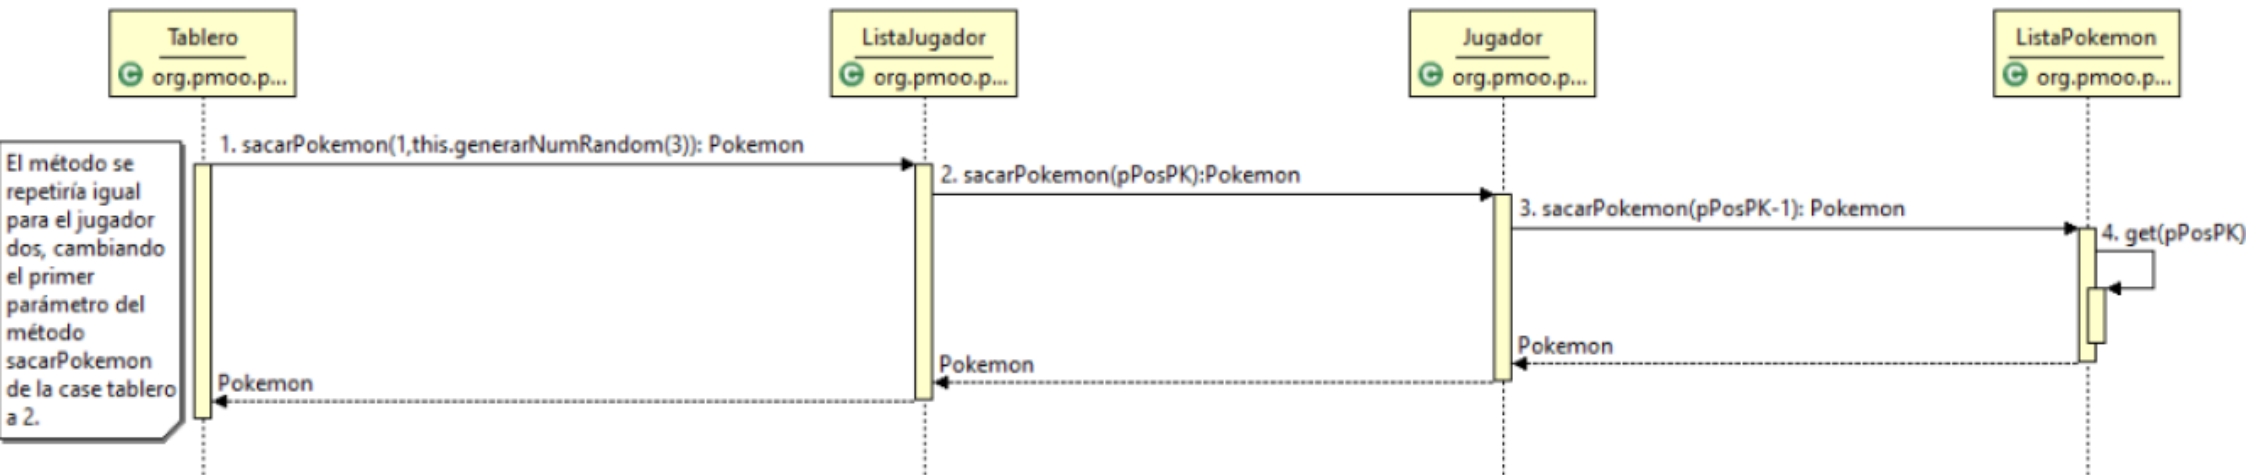 Tablero
org.pmoo.p...
ListaJugador
org.pmoo.p...
Jugador
org.pmoo.p...
ListaPokemon
org.pmoo.p...
El método se
repetiría igual
para el jugador
dos, cambiando
el primer
parámetro del
método
sacarPokemon
de la case tablero
a 2.
1. sacarPokemon(1,this.generarNumRandom(3)): Pokemon
2. sacarPokemon(pPosPK):Pokemon
3. sacarPokemon(pPosPK-1): Pokemon
4. get(pPosPK)
Pokemon
Pokemon
Pokemon